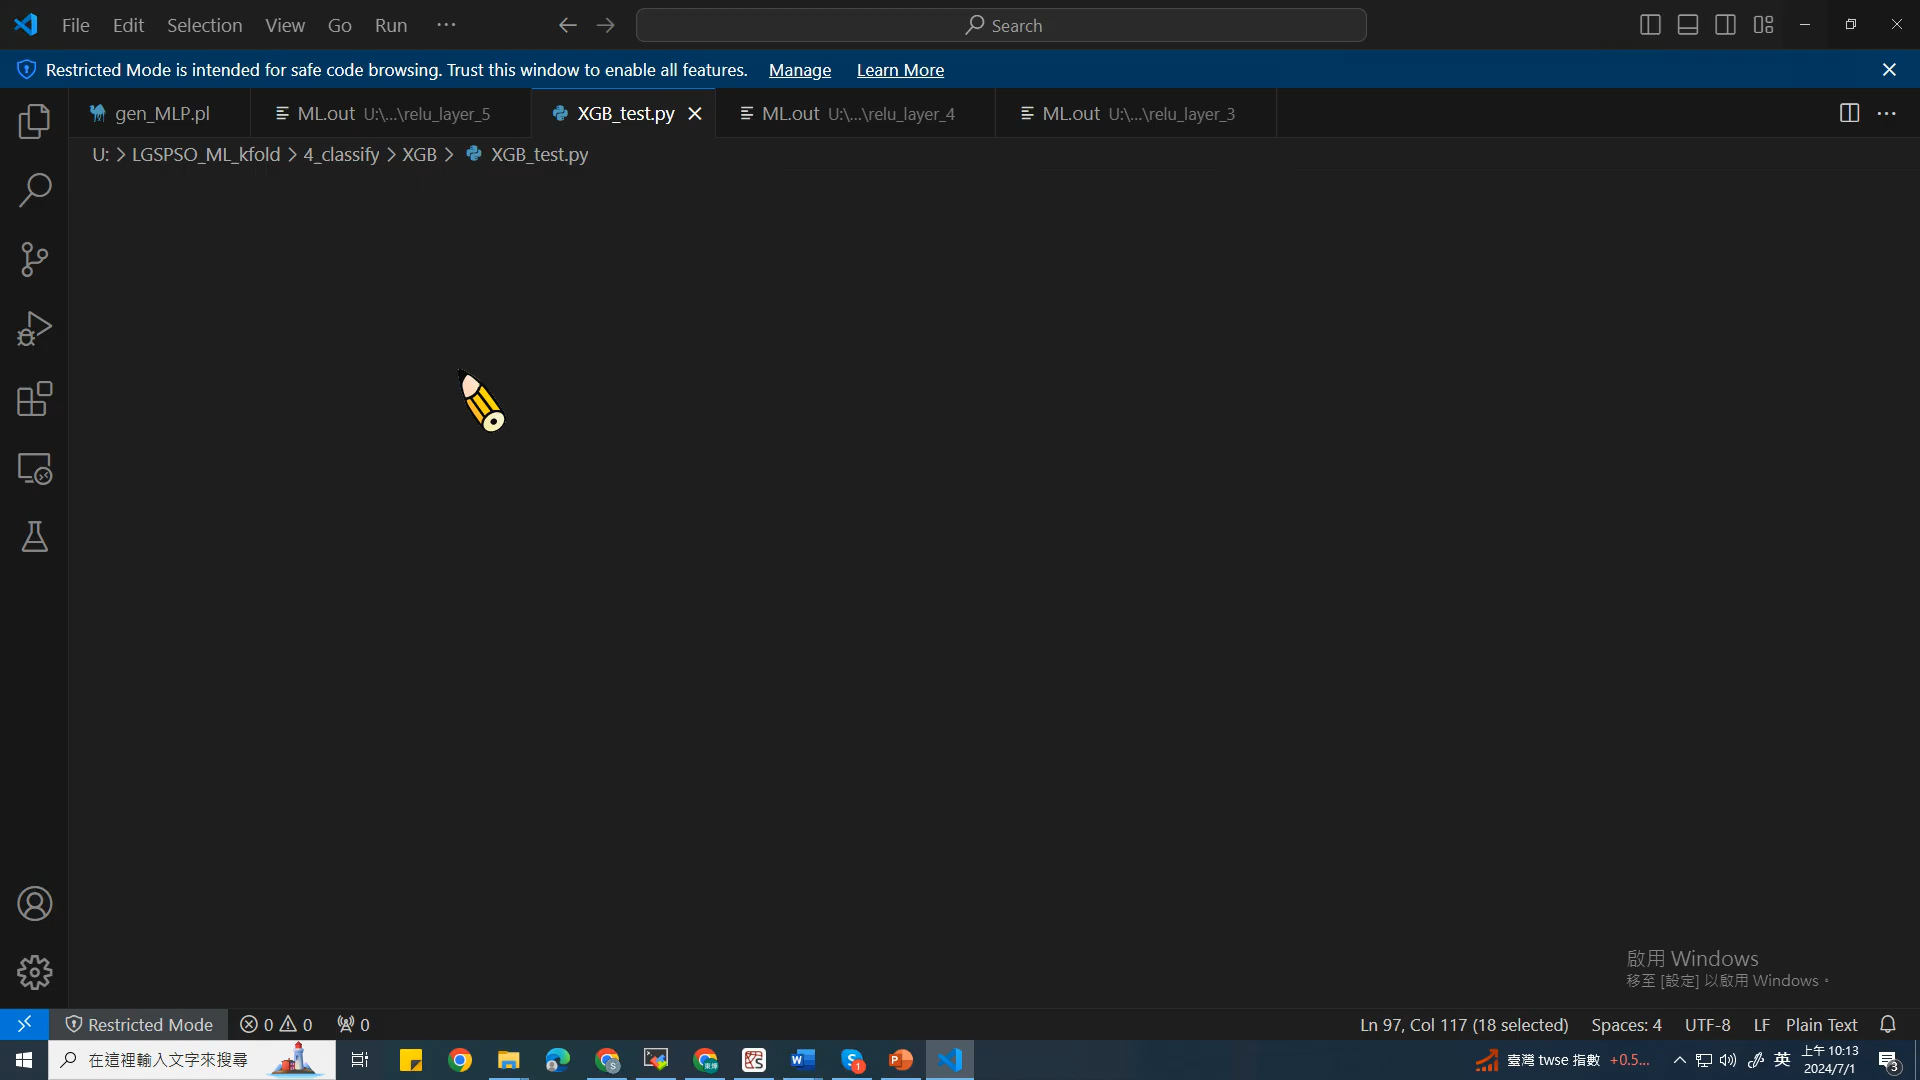 File Edit Selection View Go Run ··· Search
Restricted Mode is intended for safe code browsing. Trust this window to enable all features. Manage Learn More
gen_MLP.pl ML.out U:\...\relu_layer_5 XGB_test.py ML.out U:\...\relu_layer_4 ML.out U:\...\relu_layer_3
U: > LGSPSO_ML_kfold > 4_classify > XGB > XGB_test.py
啟用 Windows
移至 [設定] 以啟用 Windows。
Restricted Mode 0 0 0 Ln 97, Col 117 (18 selected) Spaces: 4 UTF-8 LF Plain Text
在這裡輸入文字來搜尋 臺灣 twse 指數 +0.5... 英 上午 10:13
2024/7/1 3